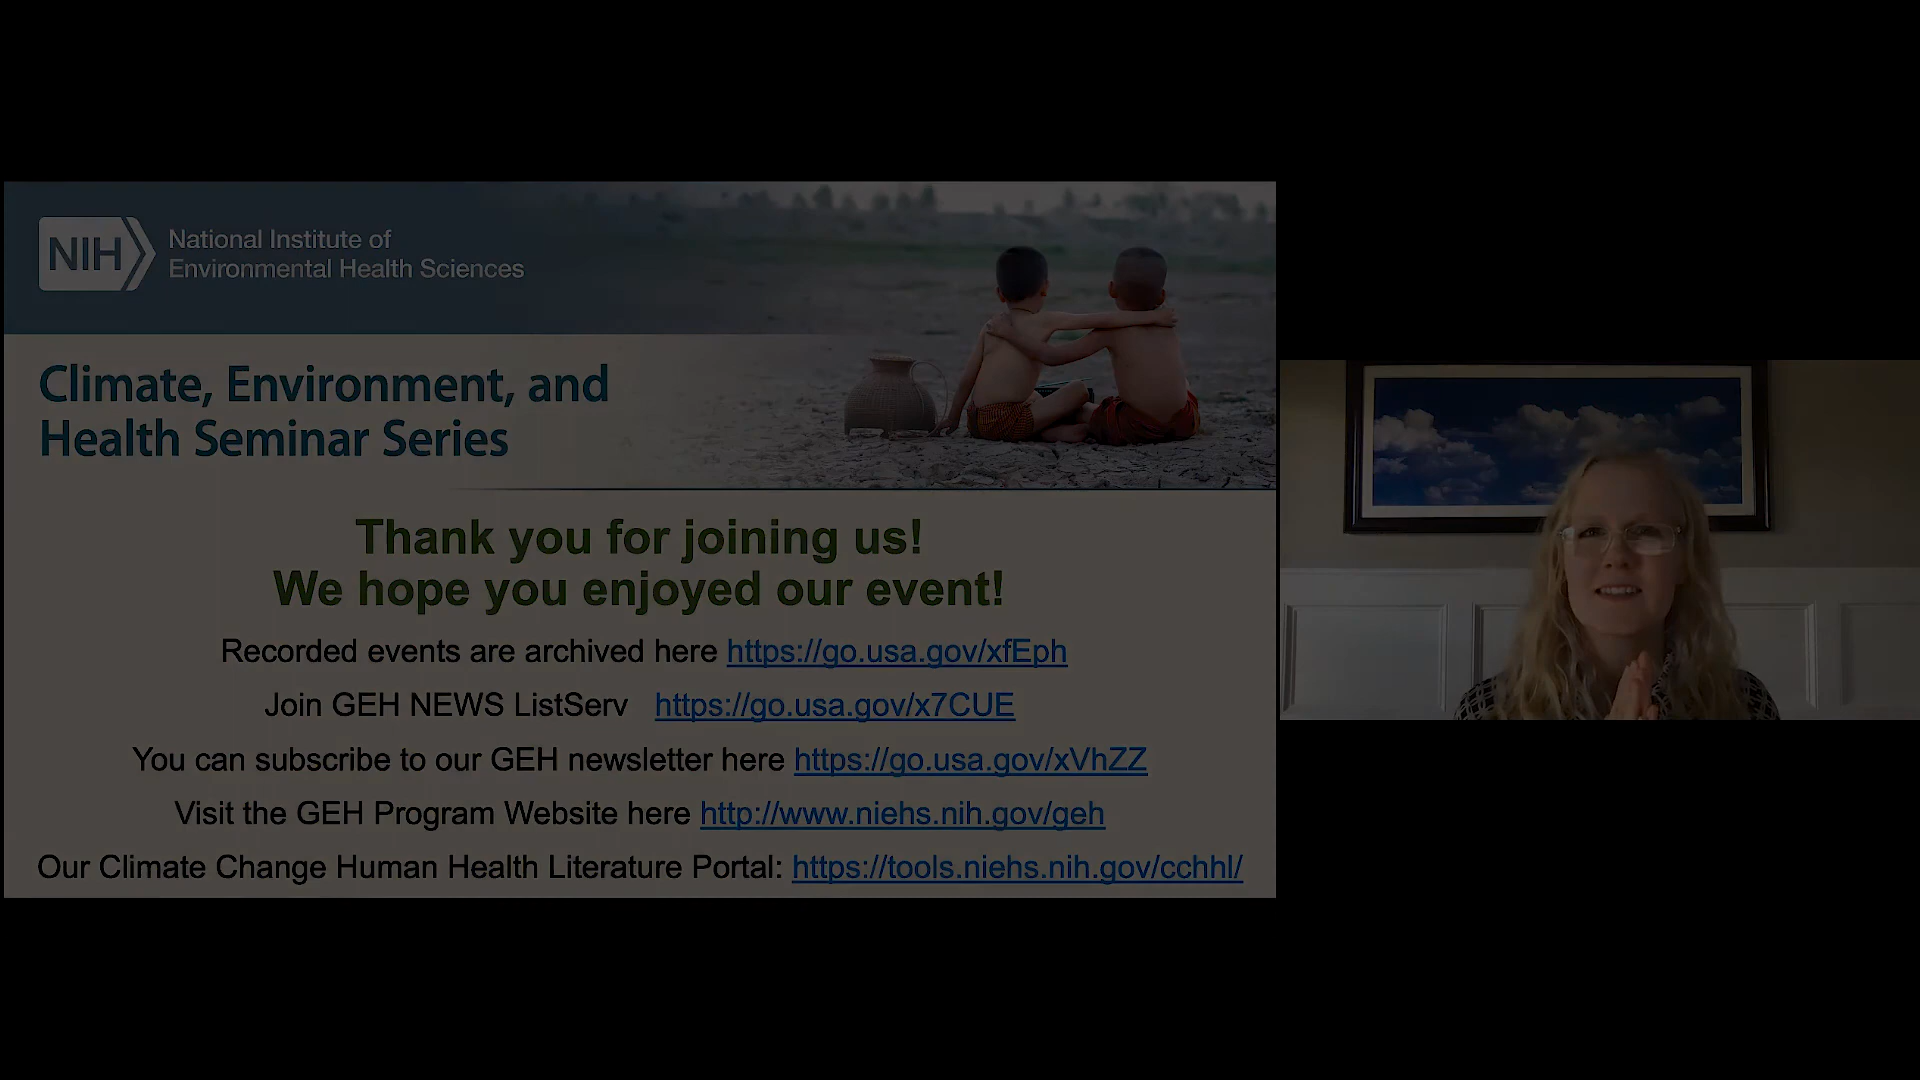 NIH
National Institute of
Environmental Health Sciences
Climate, Environment, and
Health Seminar Series
Thank you for joining us!
We hope you enjoyed our event!
Recorded events are archived here https://go.usa.gov/xfEph
Join GEH NEWS ListServ https://go.usa.gov/x7CUE
You can subscribe to our GEH newsletter here https://go.usa.gov/xVhZZ
Visit the GEH Program Website here http://www.niehs.nih.gov/geh
Our Climate Change Human Health Literature Portal: https://tools.niehs.nih.gov/cchhl/